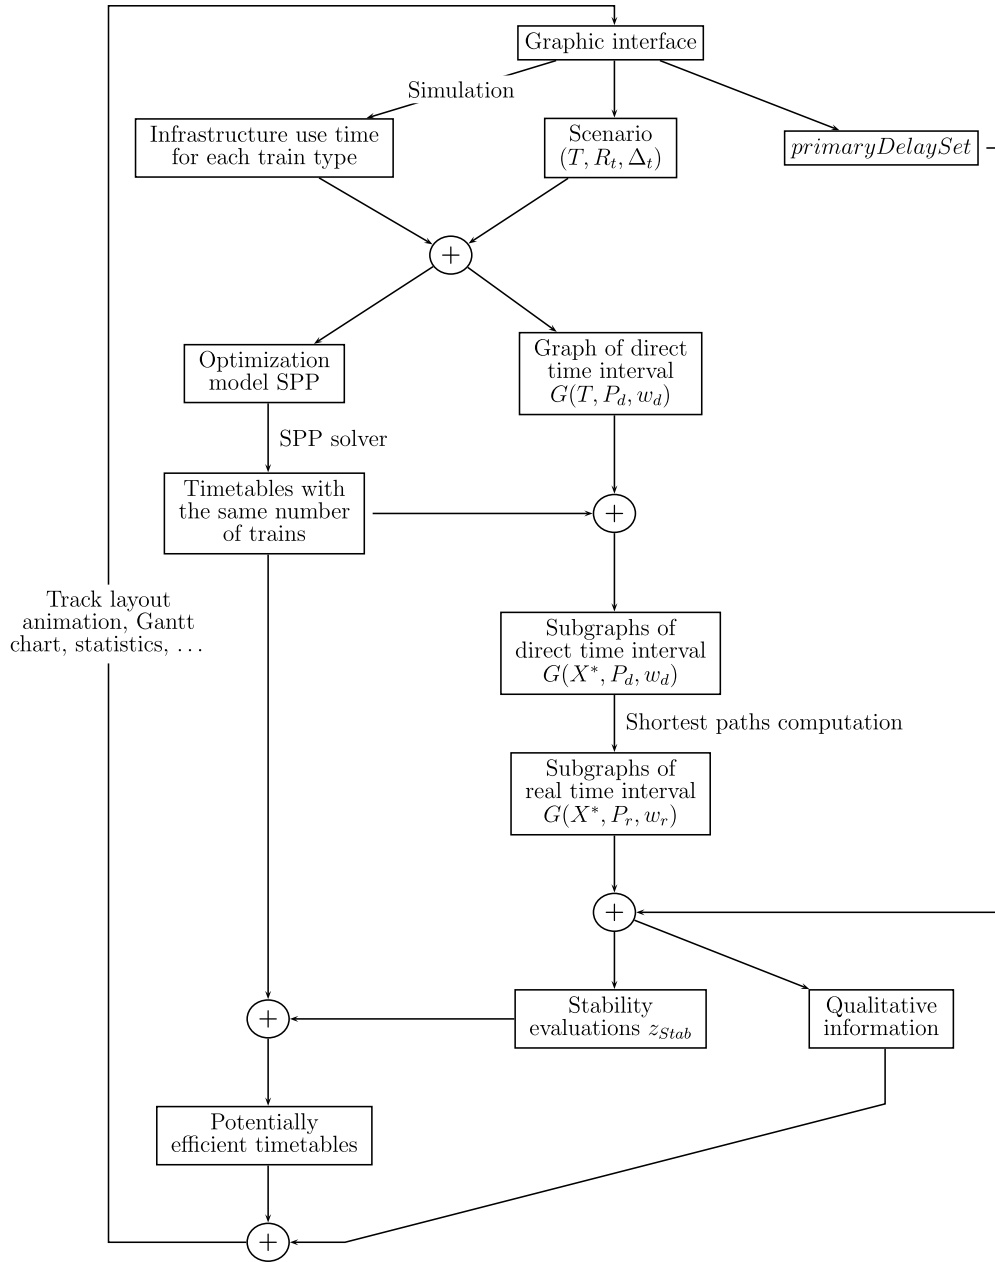 Graphic interface
Simulation
Infrastructure use time
for each train type
Scenario
(T, R_t, Δ_t)
primaryDelaySet
+
Optimization
model SPP
Graph of direct
time interval
G(T, P_d, w_d)
SPP solver
Timetables with
the same number
of trains
+
Track layout
animation, Gantt
chart, statistics, ...
Subgraphs of
direct time interval
G(X*, P_d, w_d)
Shortest paths computation
Subgraphs of
real time interval
G(X*, P_r, w_r)
+
Stability
evaluations z_Stab
Qualitative
information
+
Potentially
efficient timetables
+